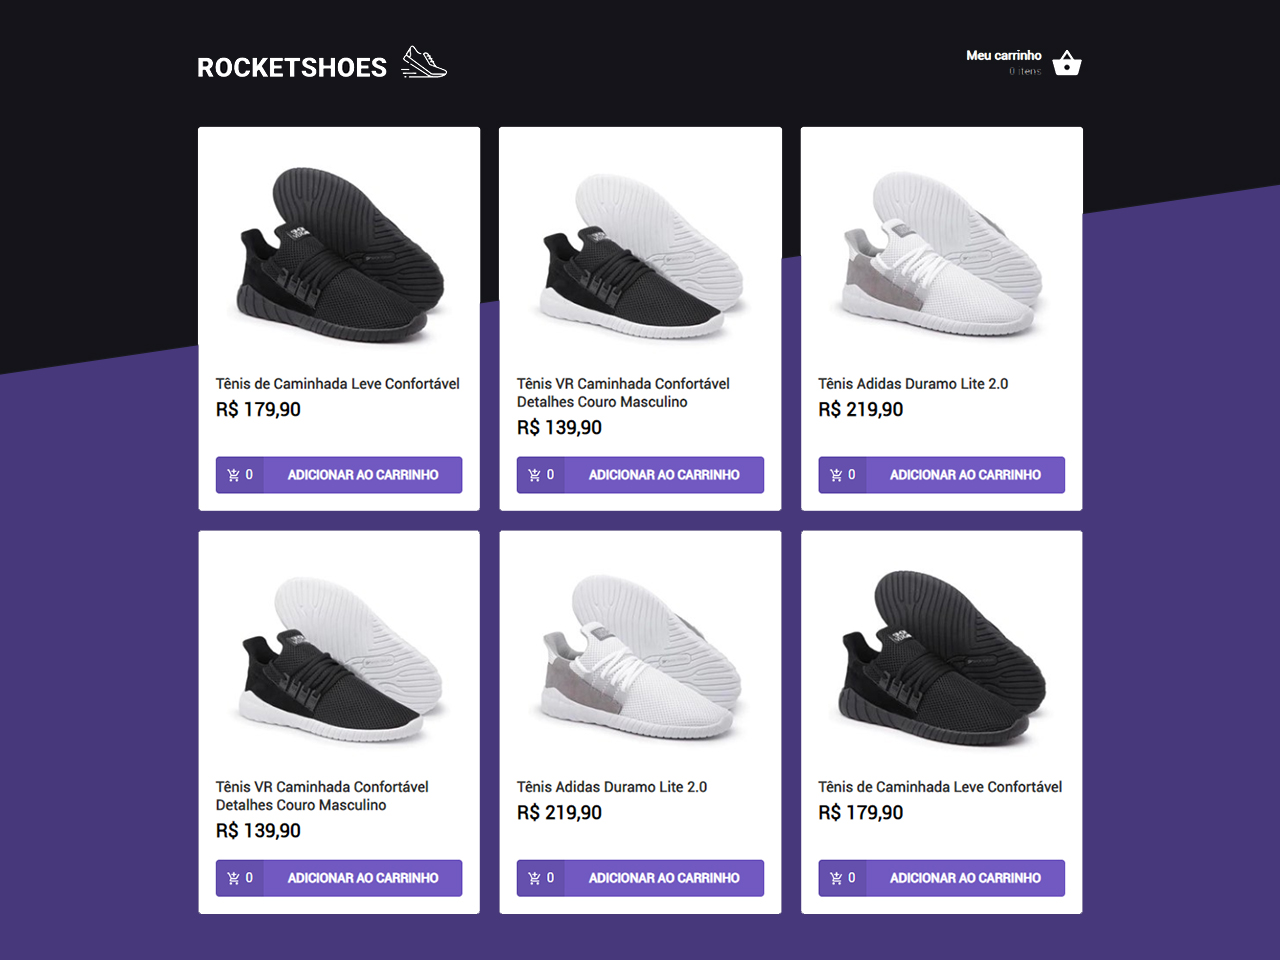 ROCKETSHOES
Meu carrinho
0 itens
Tênis de Caminhada Leve Confortável
R$ 179,90
0 ADICIONAR AO CARRINHO
Tênis VR Caminhada Confortável
Detalhes Couro Masculino
R$ 139,90
0 ADICIONAR AO CARRINHO
Tênis Adidas Duramo Lite 2.0
R$ 219,90
0 ADICIONAR AO CARRINHO
Tênis VR Caminhada Confortável
Detalhes Couro Masculino
R$ 139,90
0 ADICIONAR AO CARRINHO
Tênis Adidas Duramo Lite 2.0
R$ 219,90
0 ADICIONAR AO CARRINHO
Tênis de Caminhada Leve Confortável
R$ 179,90
0 ADICIONAR AO CARRINHO